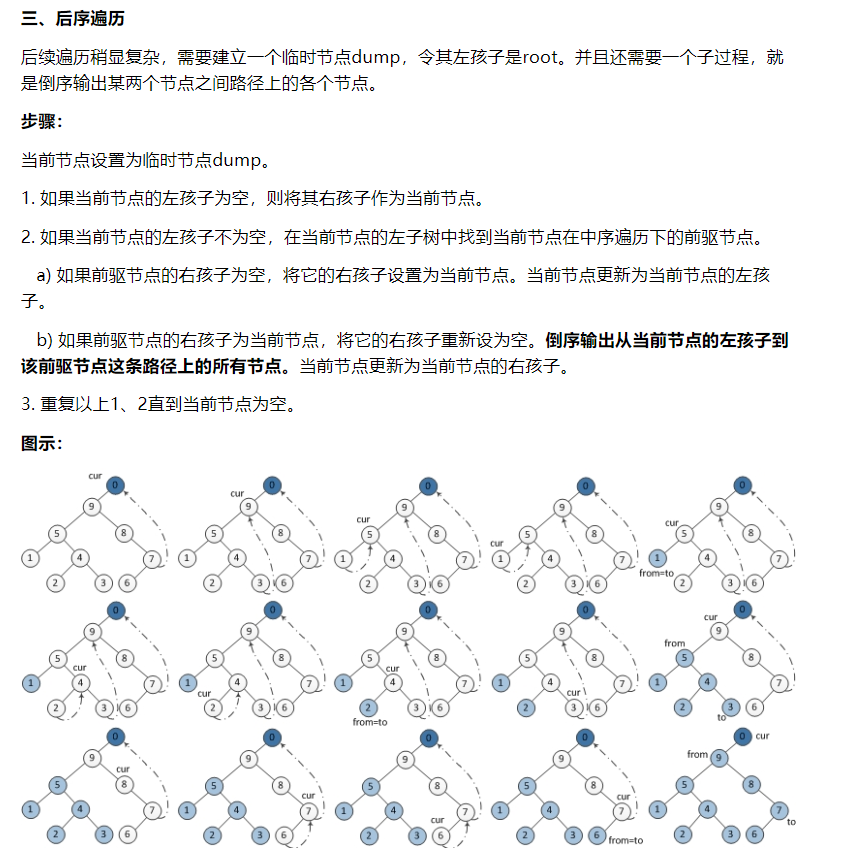 三、后序遍历
后续遍历稍显复杂，需要建立一个临时节点dump，令其左孩子是root。并且还需要一个子过程，就
是倒序输出某两个节点之间路径上的各个节点。
步骤：
当前节点设置为临时节点dump。
1. 如果当前节点的左孩子为空，则将其右孩子作为当前节点。
2. 如果当前节点的左孩子不为空，在当前节点的左子树中找到当前节点在中序遍历下的前驱节点。
a) 如果前驱节点的右孩子为空，将它的右孩子设置为当前节点。当前节点更新为当前节点的左孩
子。
b) 如果前驱节点的右孩子为当前节点，将它的右孩子重新设为空。倒序输出从当前节点的左孩子到
该前驱节点这条路径上的所有节点。当前节点更新为当前节点的右孩子。
3. 重复以上1、2直到当前节点为空。
图示：
cur 0 9 5 8 1 4 7 2 3 6
0 cur 9 5 8 1 4 7 2 3 6
0 9 cur 5 8 1 4 7 2 3 6
0 9 5 8 cur 1 4 7 2 3 6
0 9 cur 5 8 1 4 7 from=to 2 3 6
0 9 5 8 cur 1 4 7 2 3 6
0 9 5 8 1 4 7 cur 2 3 6
0 9 5 8 cur 1 4 7 2 3 6 from=to
0 9 5 8 1 4 7 cur 2 3 6
0 cur 9 from 5 8 1 4 7 2 3 6 to
0 9 cur 5 8 1 4 7 2 3 6
0 9 5 8 cur 1 4 7 2 3 6
0 9 5 8 1 4 7 cur 2 3 6
0 9 5 8 cur 1 4 7 2 3 6 from=to
0 cur from 9 5 8 1 4 7 to 2 3 6